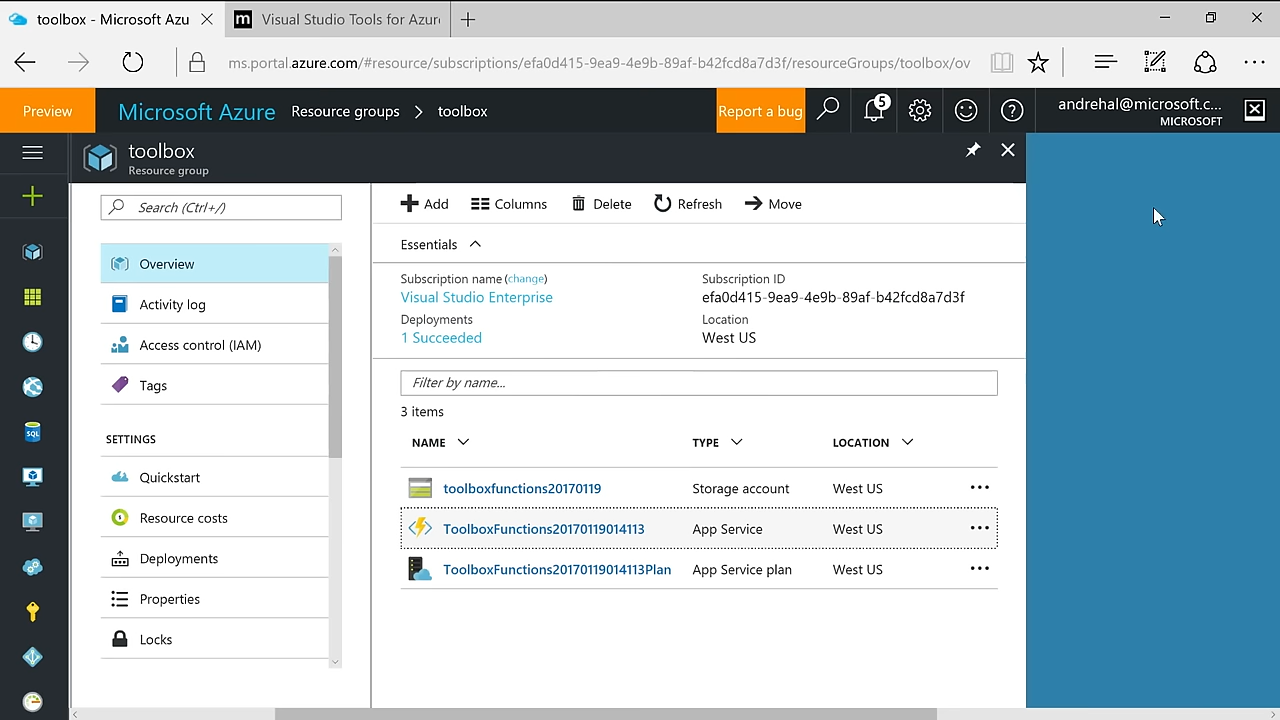 toolbox - Microsoft Azu
m Visual Studio Tools for Azure
ms.portal.azure.com/#resource/subscriptions/efa0d415-9ea9-4e9b-89af-b42fcd8a7d3f/resourceGroups/toolbox/ov
Preview
Microsoft Azure
Resource groups > toolbox
Report a bug
5
andrehal@microsoft.c...
MICROSOFT
toolbox
Resource group
Search (Ctrl+/)
Overview
Activity log
Access control (IAM)
Tags
SETTINGS
Quickstart
Resource costs
Deployments
Properties
Locks
SQL
Add
Columns
Delete
Refresh
Move
Essentials
Subscription name (change)
Visual Studio Enterprise
Deployments
1 Succeeded
Subscription ID
efa0d415-9ea9-4e9b-89af-b42fcd8a7d3f
Location
West US
Filter by name...
3 items
NAME TYPE LOCATION
toolboxfunctions20170119 Storage account West US ...
ToolboxFunctions20170119014113 App Service West US ...
ToolboxFunctions20170119014113Plan App Service plan West US ...